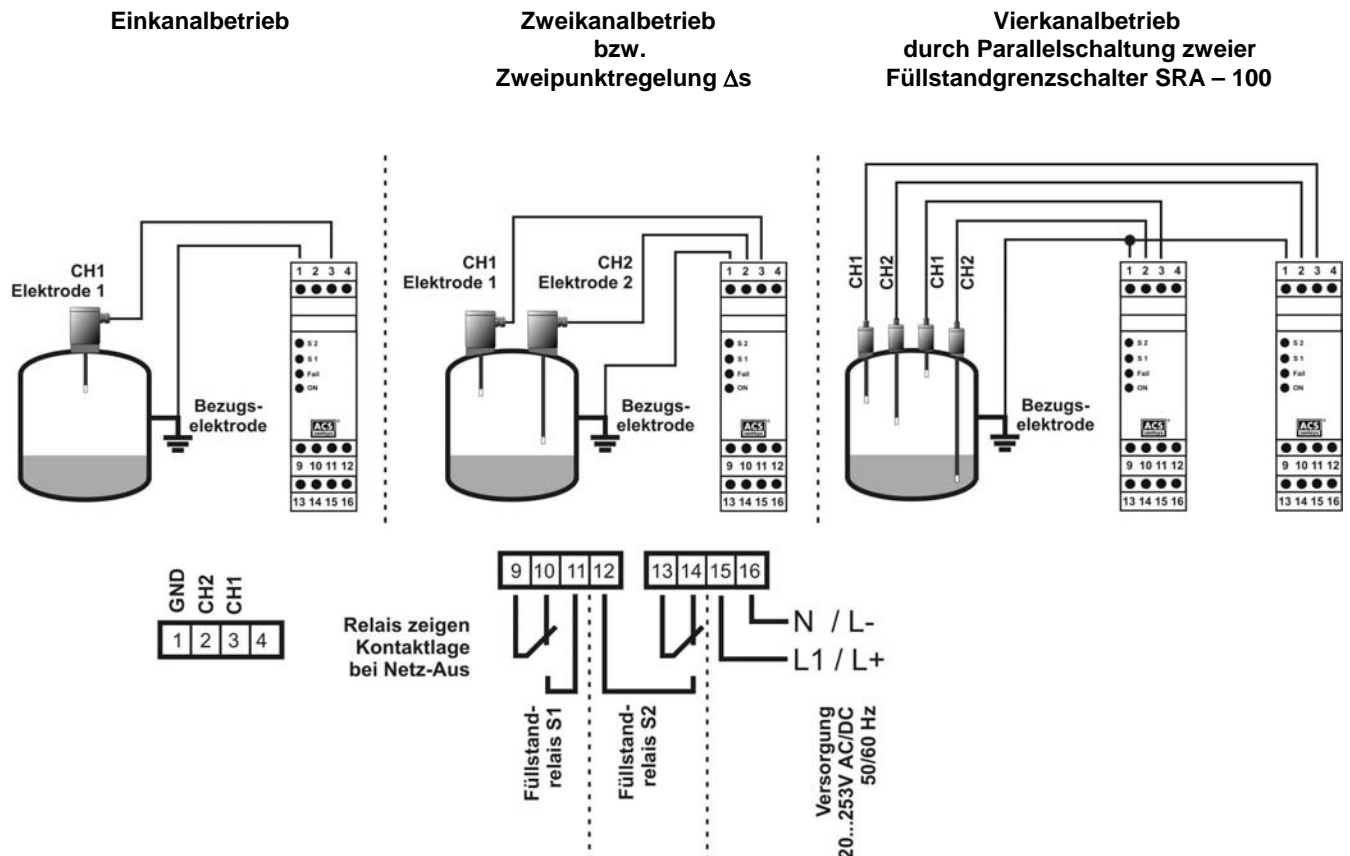 Einkanalbetrieb
Zweikanalbetrieb
bzw.
Zweipunktregelung Δs
Vierkanalbetrieb
durch Parallelschaltung zweier
Füllstandgrenzschalter SRA – 100
CH1
Elektrode 1
1 2 3 4
S 2
S 1
Fail
ON
ACS
Bezugs-
elektrode
9 10 11 12
13 14 15 16
CH1
Elektrode 1
CH2
Elektrode 2
1 2 3 4
S 2
S 1
Fail
ON
ACS
Bezugs-
elektrode
9 10 11 12
13 14 15 16
CH1
CH2
CH1
CH2
1 2 3 4
S 2
S 1
Fail
ON
ACS
Bezugs-
elektrode
9 10 11 12
13 14 15 16
1 2 3 4
S 2
S 1
Fail
ON
ACS
9 10 11 12
13 14 15 16
GND
CH2
CH1
1 2 3 4
Relais zeigen
Kontaktlage
bei Netz-Aus
9 10 11 12
13 14 15 16
N / L-
L1 / L+
Füllstand-
relais S1
Füllstand-
relais S2
Versorgung
20...253V AC/DC
50/60 Hz